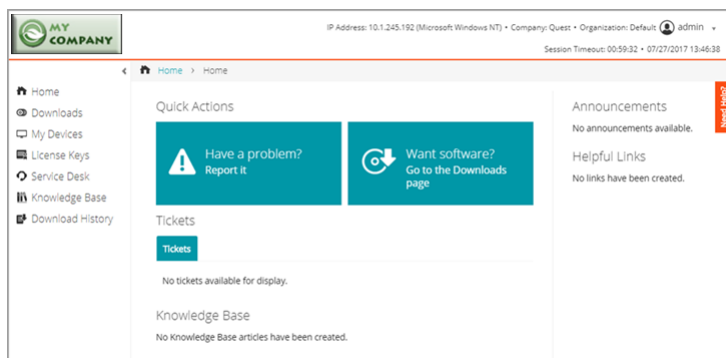 MY
COMPANY
IP Address: 10.1.245.192 (Microsoft Windows NT) • Company: Quest • Organization: Default admin
Session Timeout: 00:59:32 • 07/27/2017 13:46:38
Home > Home
Need Help?
Home
Downloads
My Devices
License Keys
Service Desk
Knowledge Base
Download History
Quick Actions
Have a problem?
Report it
Want software?
Go to the Downloads
page
Tickets
Tickets
No tickets available for display.
Knowledge Base
No Knowledge Base articles have been created.
Announcements
No announcements available.
Helpful Links
No links have been created.